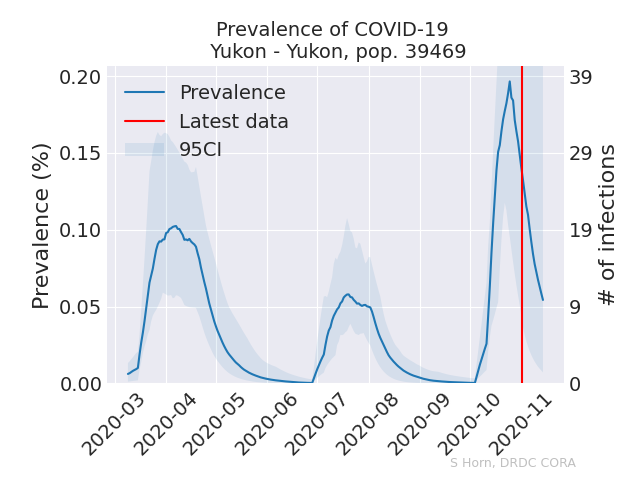 Prevalence of COVID-19
Yukon - Yukon, pop. 39469
Prevalence
Latest data
95CI
Prevalence (%)
0.20
0.15
0.10
0.05
0.00
39
29
19
9
0
# of infections
2020-03
2020-04
2020-05
2020-06
2020-07
2020-08
2020-09
2020-10
2020-11
S Horn, DRDC CORA